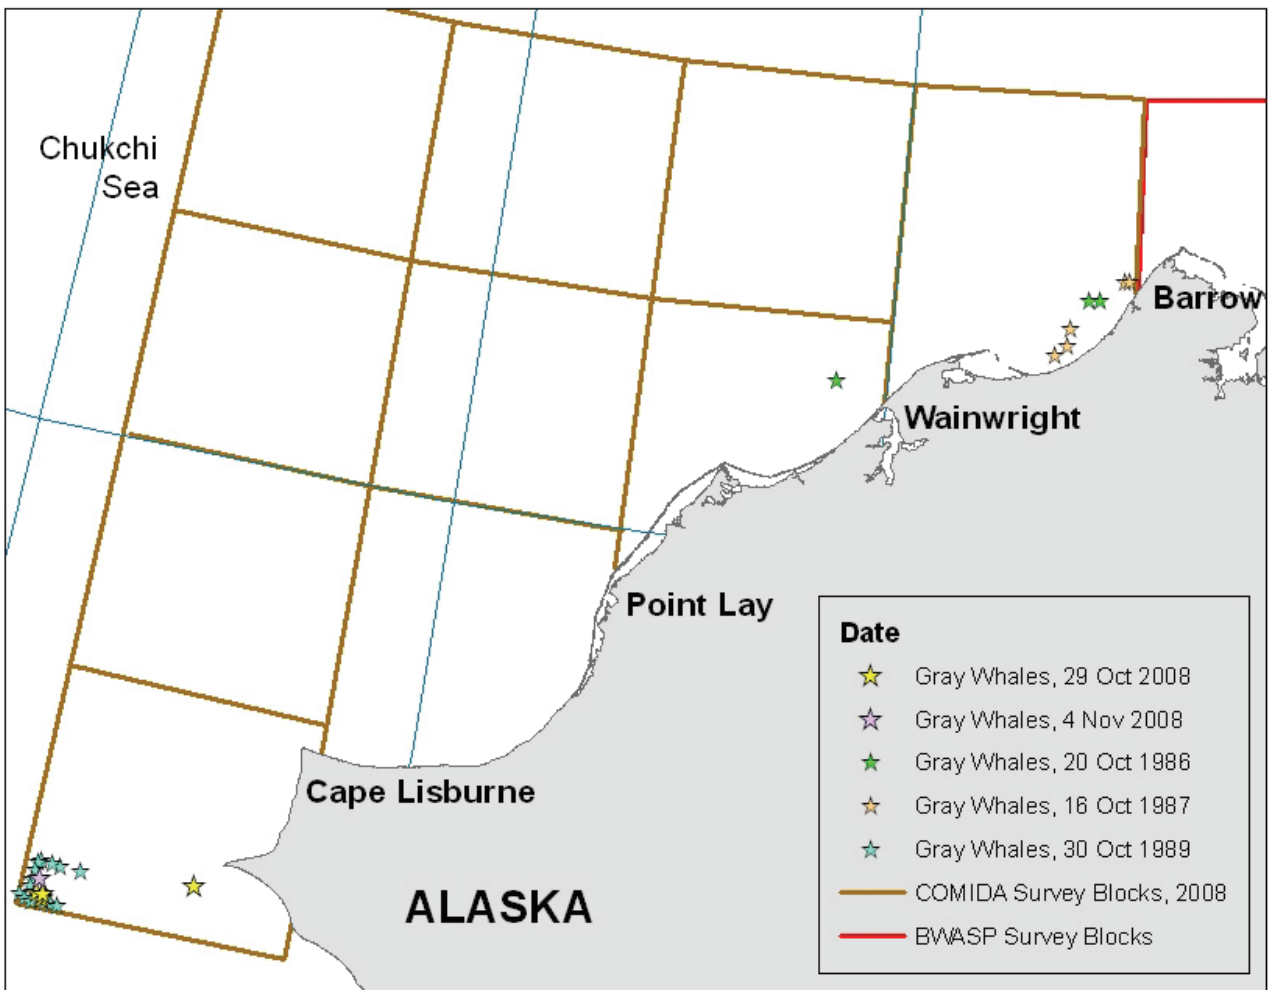 Chukchi
Sea
Barrow
Wainwright
Point Lay
Cape Lisburne
ALASKA
Date
Gray Whales, 29 Oct 2008
Gray Whales, 4 Nov 2008
Gray Whales, 20 Oct 1986
Gray Whales, 16 Oct 1987
Gray Whales, 30 Oct 1989
COMIDA Survey Blocks, 2008
BWASP Survey Blocks